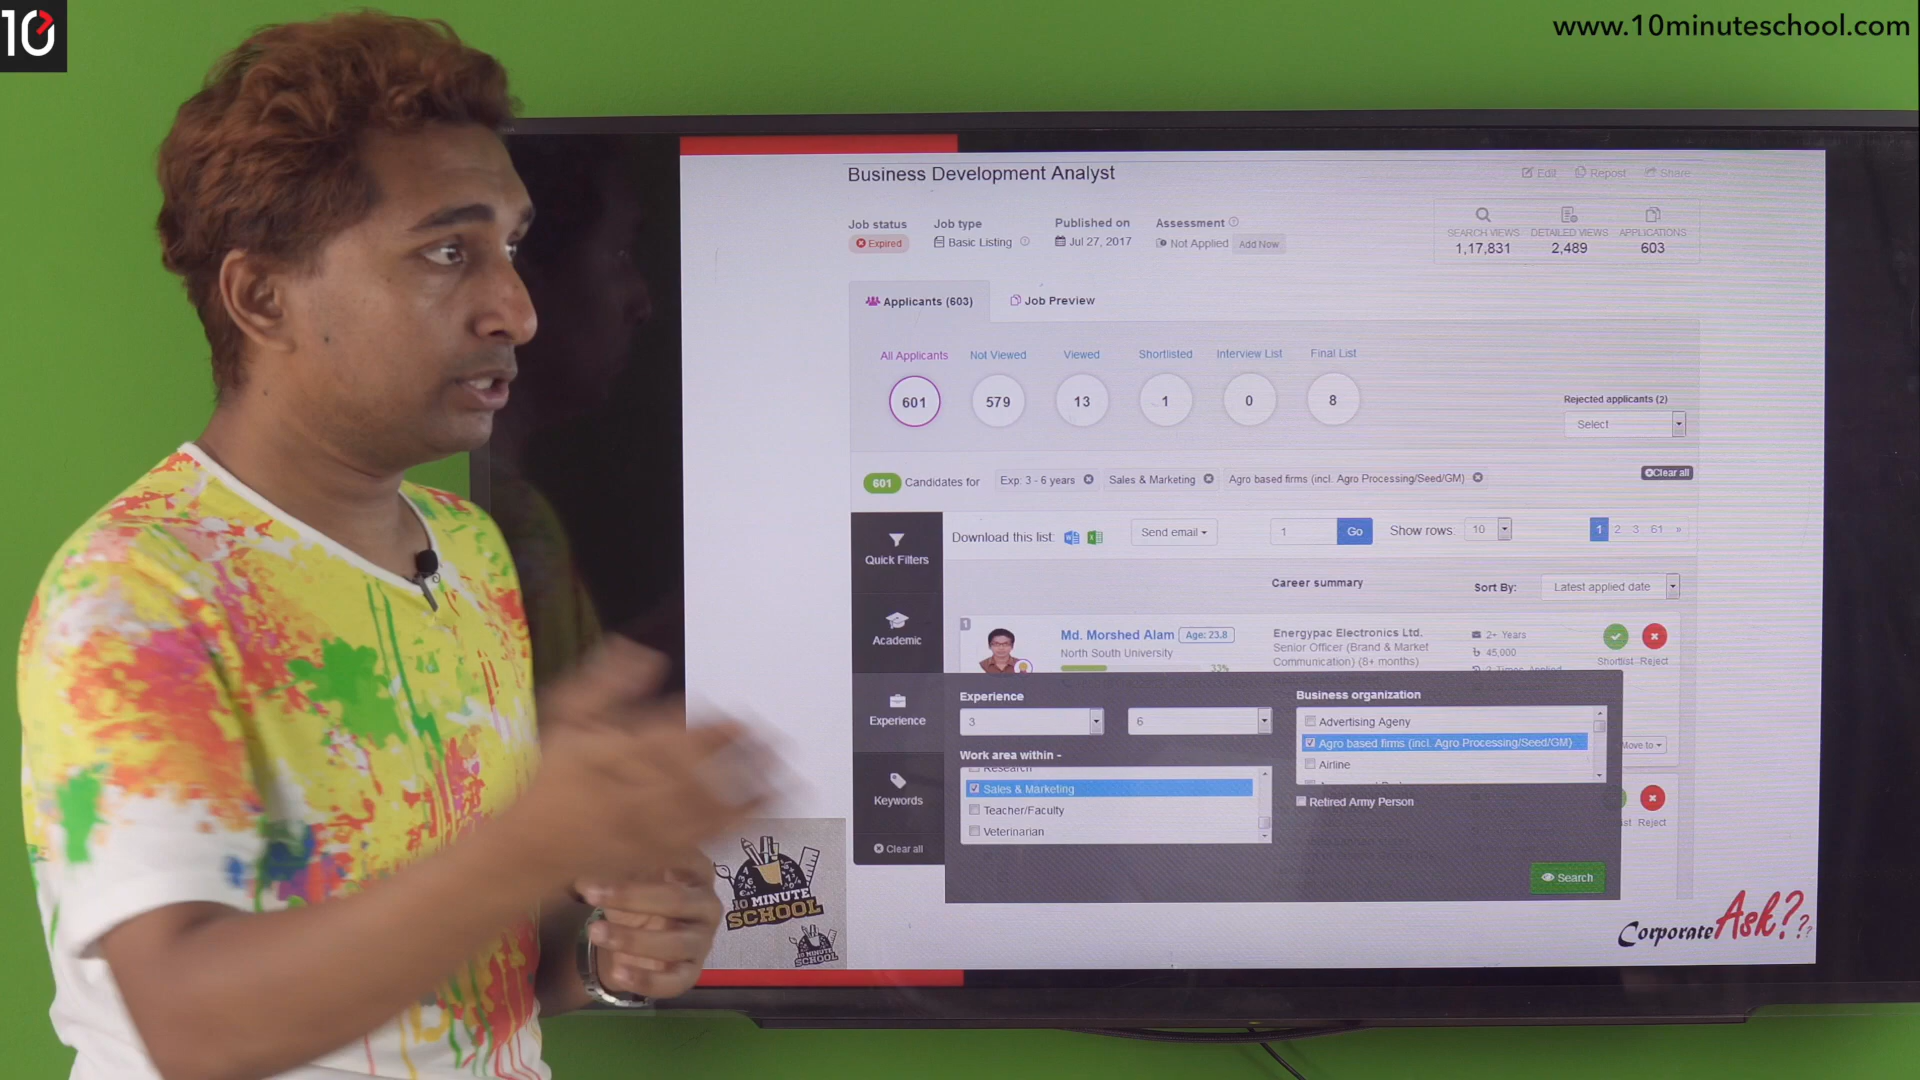 10
www.10minuteschool.com
Business Development Analyst
Edit Repost Share
Job status Job type Published on Assessment
Expired Basic Listing Jul 27, 2017 Not Applied Add Now
SEARCH VIEWS DETAILED VIEWS APPLICATIONS
1,17,831 2,489 603
Applicants (603) Job Preview
All Applicants Not Viewed Viewed Shortlisted Interview List Final List
601 579 13 1 0 8
Rejected applicants (2)
Select
601 Candidates for Exp: 3 - 6 years Sales & Marketing Agro based firms (incl. Agro Processing/Seed/GM) Clear all
Quick Filters
Download this list: Send email 1 Go Show rows: 10 1 2 3 61 »
Career summary Sort By: Latest applied date
Academic
1 Md. Morshed Alam Age: 23.8 Energypac Electronics Ltd. 2+ Years
North South University Senior Officer (Brand & Market 45,000
33% Communication) (8+ months) Shortlist Reject
Experience
Experience Business organization
3 6 Advertising Ageny
Agro based firms (incl. Agro Processing/Seed/GM) Move to
Work area within - Airline
Research
Sales & Marketing
Teacher/Faculty
Veterinarian
Retired Army Person
Reject
Keywords
Clear all
Search
10 MINUTE
SCHOOL
10 MINUTE
SCHOOL
Corporate Ask???